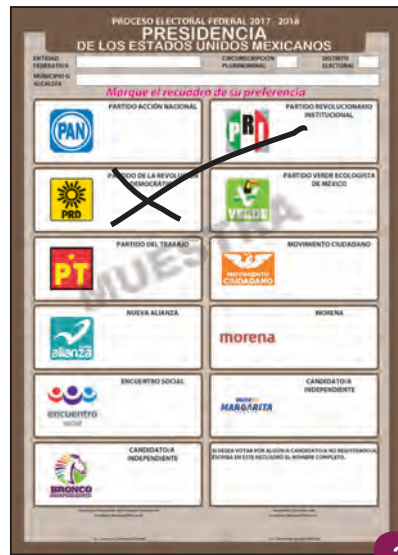 PROCESO ELECTORAL FEDERAL 2017 - 2018
PRESIDENCIA
DE LOS ESTADOS UNIDOS MEXICANOS
ENTIDAD
FEDERATIVA
CIRCUNSCRIPCIÓN
PLURINOMINAL
DISTRITO
ELECTORAL
MUNICIPIO O
ALCALDÍA
Marque el recuadro de su preferencia
PARTIDO ACCIÓN NACIONAL
PAN
PARTIDO REVOLUCIONARIO
INSTITUCIONAL
PRI
PARTIDO DE LA REVOLUCIÓN
DEMOCRÁTICA
PRD
PARTIDO VERDE ECOLOGISTA
DE MÉXICO
VERDE
MUESTRA
PARTIDO DEL TRABAJO
PT
MOVIMIENTO CIUDADANO
MOVIMIENTO
CIUDADANO
NUEVA ALIANZA
alianza
MORENA
morena
ENCUENTRO SOCIAL
encuentro
social
CANDIDATO/A
INDEPENDIENTE
MARGARITA
CANDIDATO/A
INDEPENDIENTE
BRONCO
INDEPENDIENTE
SI DESEA VOTAR POR ALGÚN/A CANDIDATO/A NO REGISTRADO/A,
ESCRIBA EN ESTE RECUADRO EL NOMBRE COMPLETO.